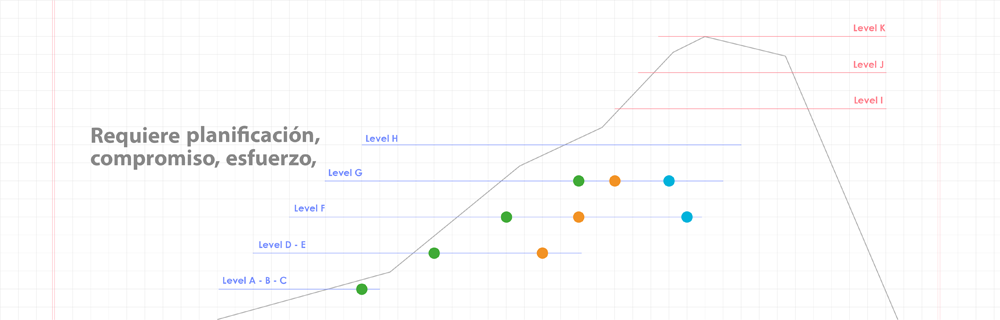 Level K
Level J
Level I
Requiere planificación,
compromiso, esfuerzo,
Level H
Level G
Level F
Level D - E
Level A - B - C